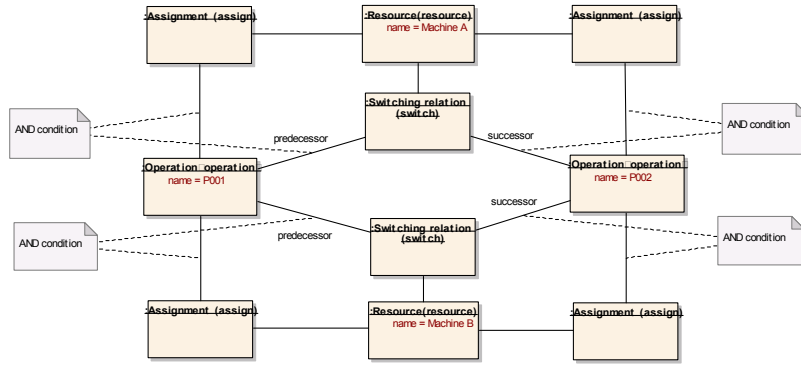 :Assignment (assign)
:Resource(resource)
name = Machine A
:Assignment (assign)
:Switching relation
(switch)
AND condition
AND condition
predecessor
successor
:Operation operation
name = P001
:Operation operation
name = P002
successor
:Switching relation
(switch)
predecessor
AND condition
AND condition
:Assignment (assign)
:Resource(resource)
name = Machine B
:Assignment (assign)